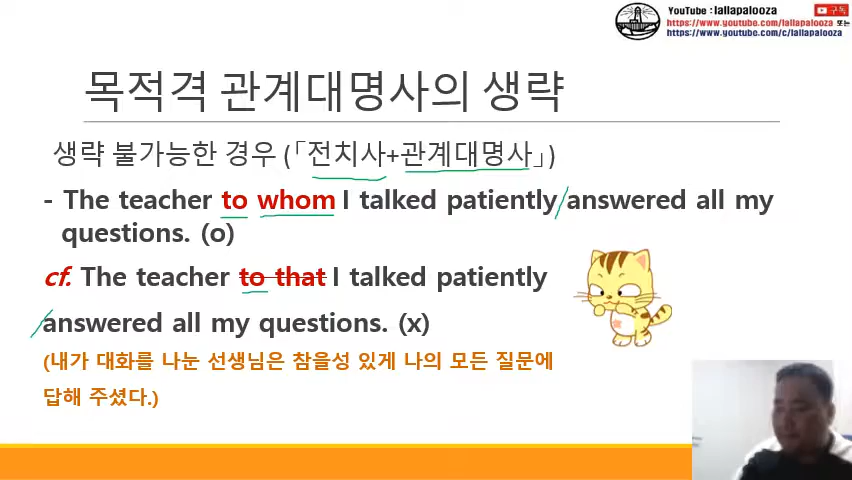 YouTube : lallapalooza
구독
https://www.youtube.com/lallapalooza 또는
https://www.youtube.com/c/lallapalooza
목적격 관계대명사의 생략
생략 불가능한 경우 (「전치사+관계대명사」)
- The teacher to whom I talked patiently answered all my
questions. (o)
cf. The teacher to that I talked patiently
answered all my questions. (x)
(내가 대화를 나눈 선생님은 참을성 있게 나의 모든 질문에
답해 주셨다.)